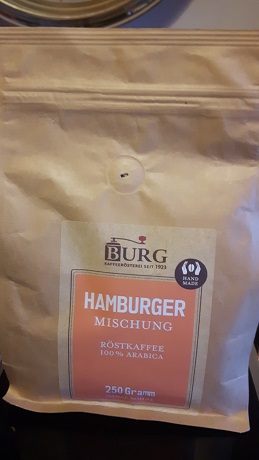 BURG
KAFFEERÖSTEREI SEIT 1923
HAND
MADE
HAMBURGER
MISCHUNG
RÖSTKAFFEE
100% ARABICA
250 Gramm